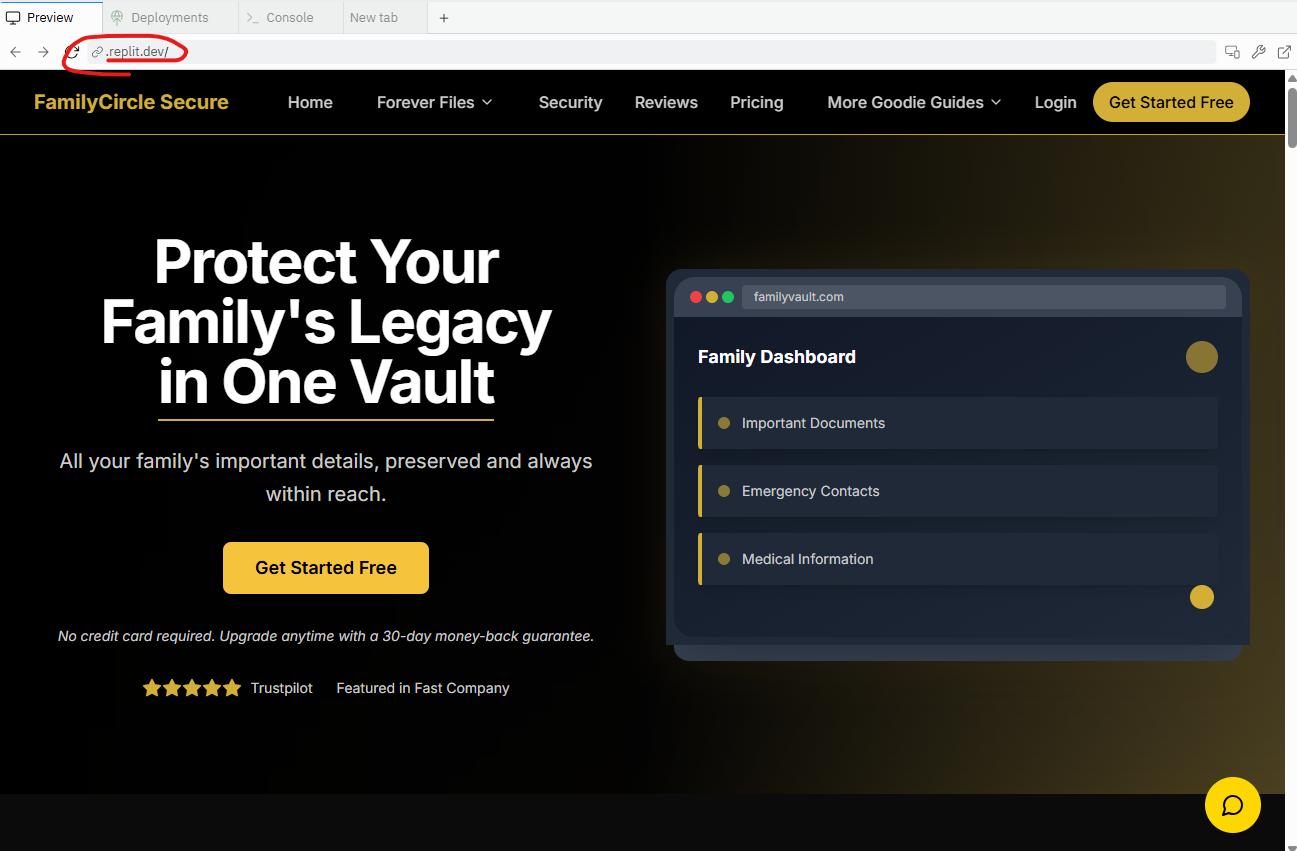 Preview
Deployments
Console
New tab
.replit.dev/
FamilyCircle Secure
Home
Forever Files
Security
Reviews
Pricing
More Goodie Guides
Login
Get Started Free
Protect Your
Family's Legacy
in One Vault
All your family's important details, preserved and always
within reach.
Get Started Free
No credit card required. Upgrade anytime with a 30-day money-back guarantee.
Trustpilot
Featured in Fast Company
familyvault.com
Family Dashboard
Important Documents
Emergency Contacts
Medical Information